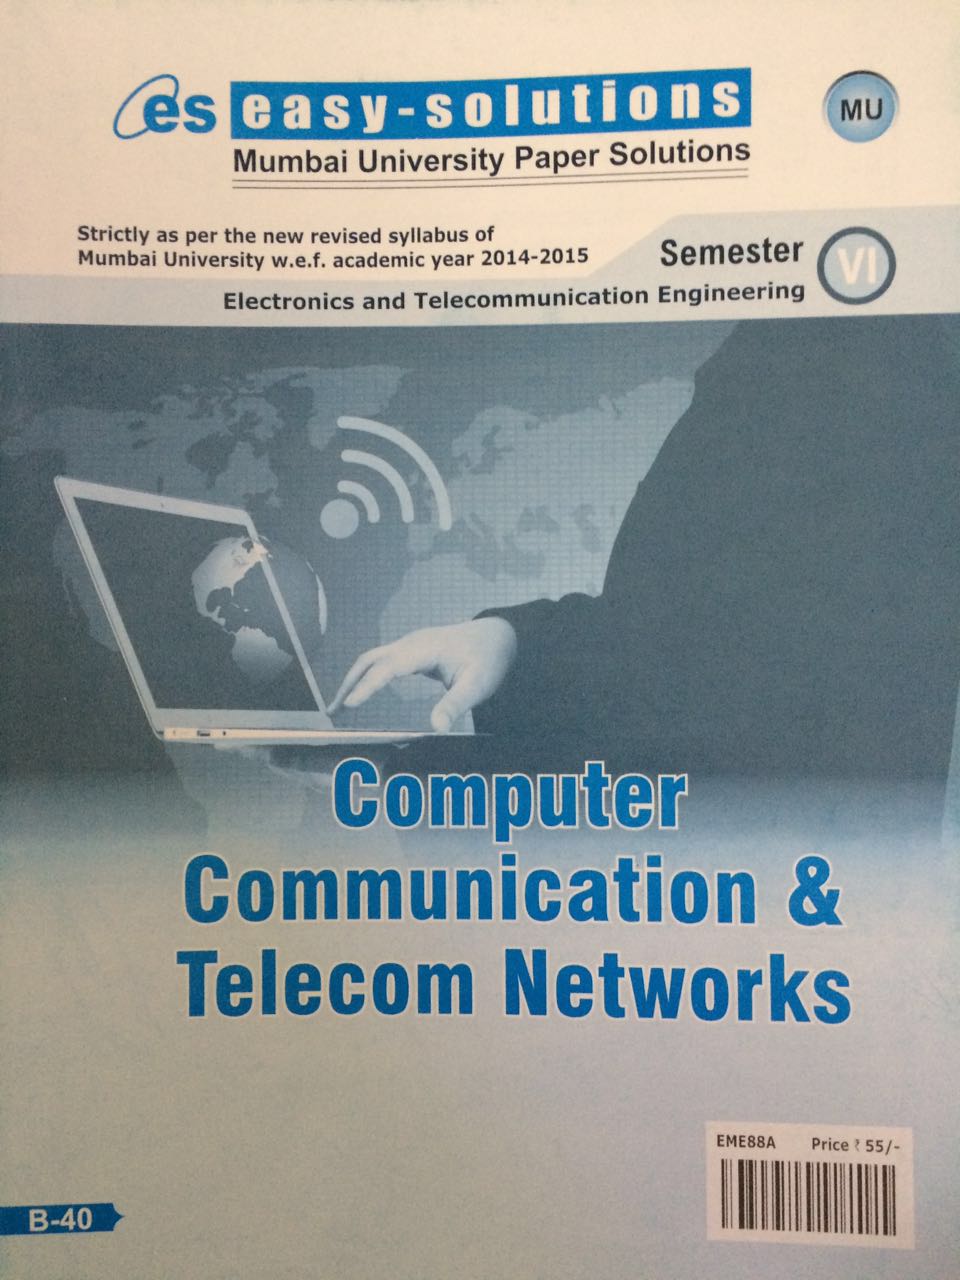 es easy-solutions
MU
Mumbai University Paper Solutions
Strictly as per the new revised syllabus of
Mumbai University w.e.f. academic year 2014-2015
Semester VI
Electronics and Telecommunication Engineering
Computer
Communication &
Telecom Networks
EME88A Price ₹ 55/-
B-40